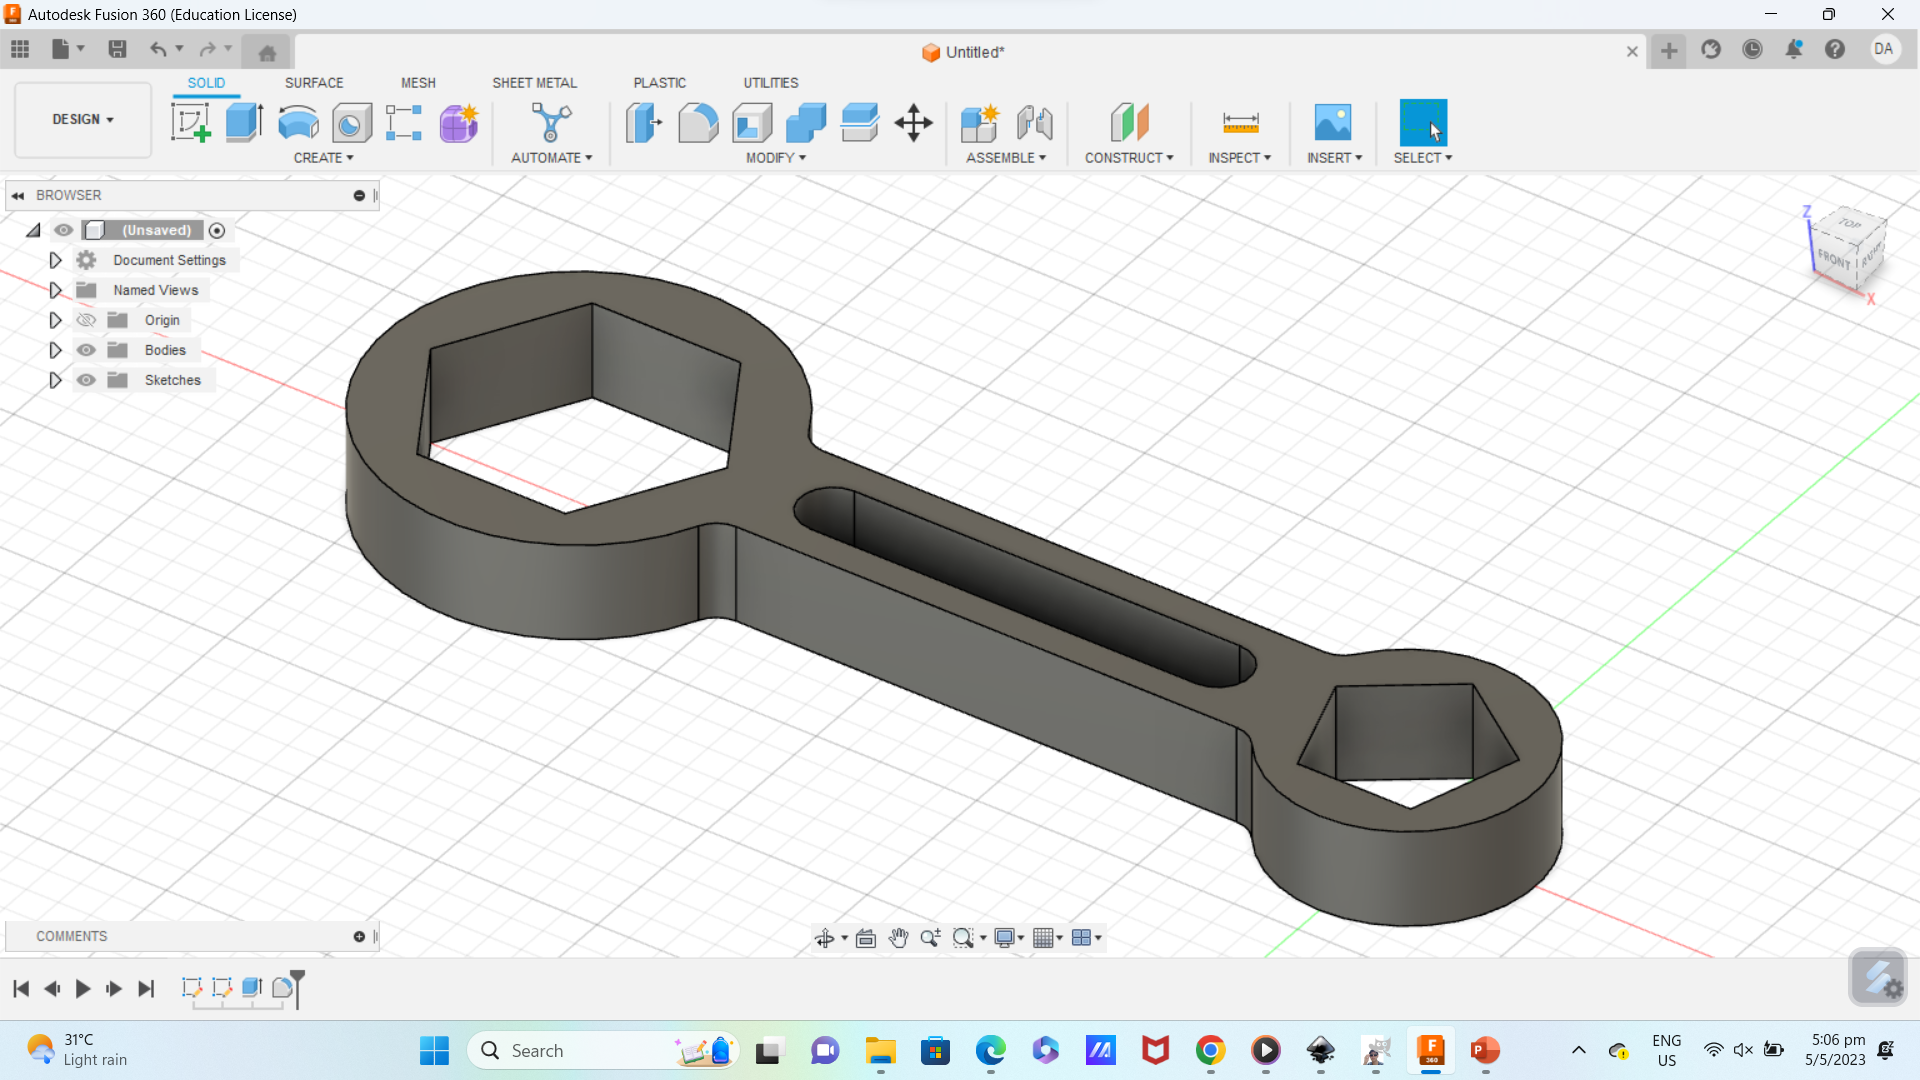 Autodesk Fusion 360 (Education License)
Untitled*
DA
DESIGN
SOLID
SURFACE
MESH
SHEET METAL
PLASTIC
UTILITIES
CREATE
AUTOMATE
MODIFY
ASSEMBLE
CONSTRUCT
INSPECT
INSERT
SELECT
BROWSER
(Unsaved)
Document Settings
Named Views
Origin
Bodies
Sketches
Z
TOP
FRONT
RIGHT
X
COMMENTS
31°C
Light rain
Search
F
360
P
ENG
US
5:06 pm
5/5/2023